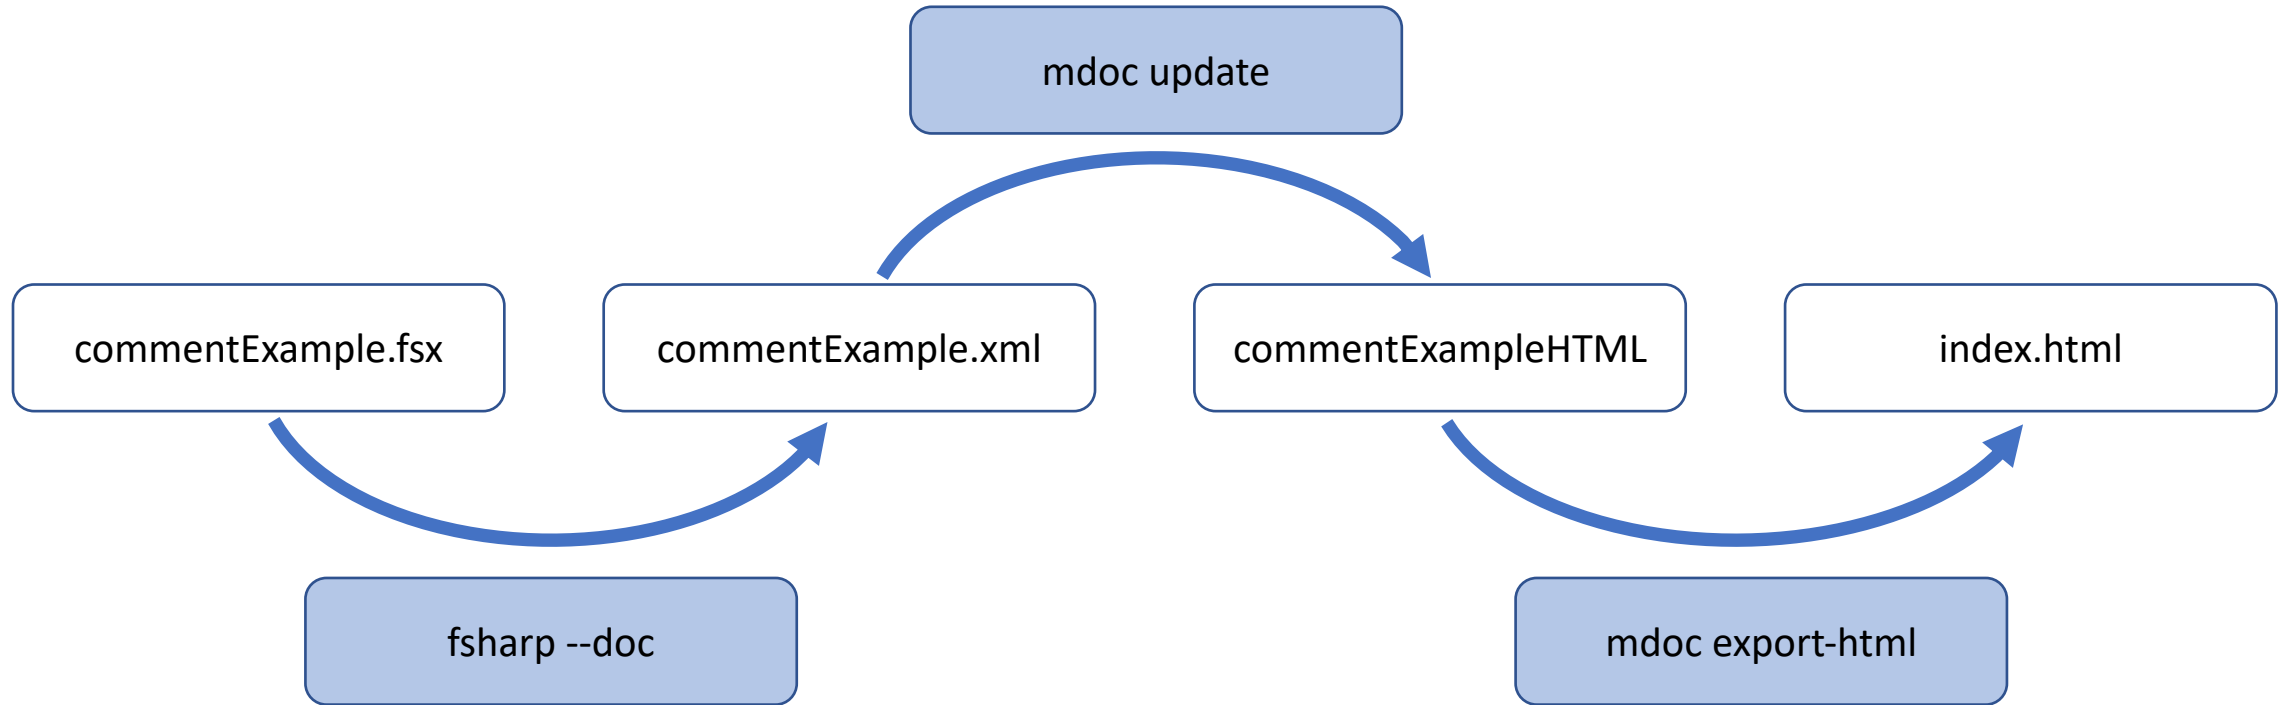 mdoc update
commentExample.fsx
commentExample.xml
commentExampleHTML
index.html
fsharp --doc
mdoc export-html